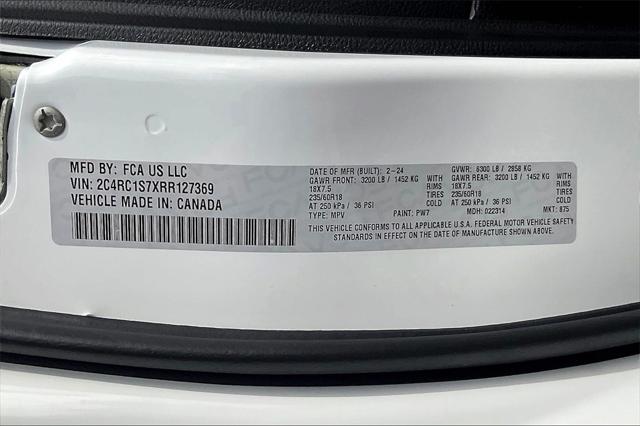 MFD BY: FCA US LLC
VIN: 2C4RC1S7XRR127369
VEHICLE MADE IN: CANADA
DATE OF MFR (BUILT): 2-24 GVWR: 6300 LB / 2858 KG
GAWR FRONT: 3200 LB / 1452 KG WITH GAWR REAR: 3200 LB / 1452 KG WITH
18X7.5 RIMS 18X7.5 RIMS
235/60R18 TIRES 235/60R18 TIRES
AT 250 kPa / 36 PSI COLD AT 250 kPa / 36 PSI COLD
TYPE: MPV PAINT: PW7 MDH: 022314 MKT: 875
THIS VEHICLE CONFORMS TO ALL APPLICABLE U.S.A. FEDERAL MOTOR VEHICLE SAFETY
STANDARDS IN EFFECT ON THE DATE OF MANUFACTURE SHOWN ABOVE.